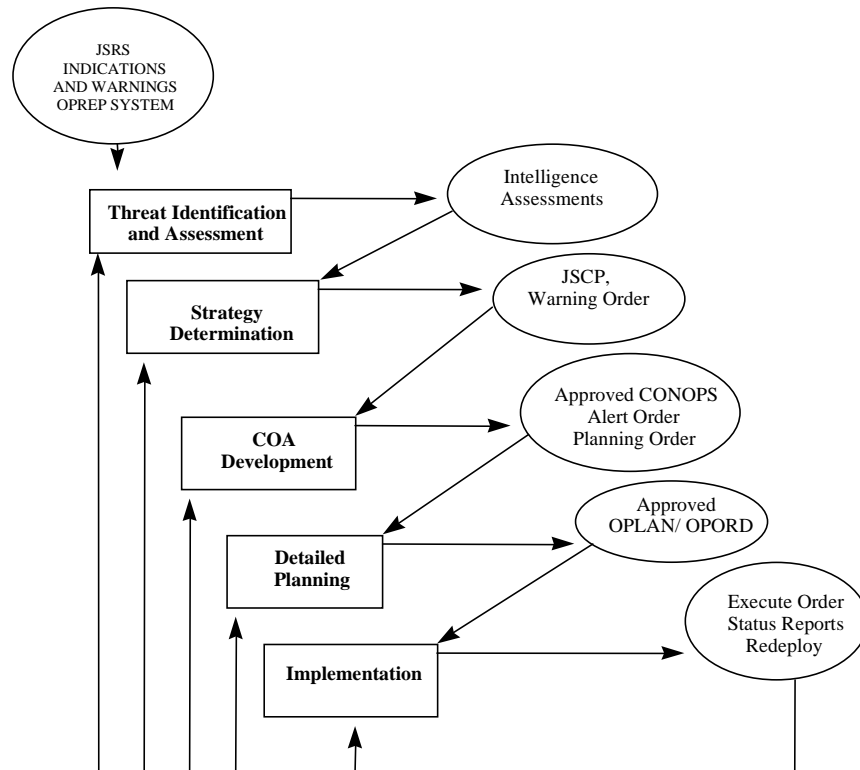 JSRS
INDICATIONS
AND WARNINGS
OPREP SYSTEM
Threat Identification
and Assessment
Intelligence
Assessments
Strategy
Determination
JSCP,
Warning Order
COA
Development
Approved CONOPS
Alert Order
Planning Order
Detailed
Planning
Approved
OPLAN/ OPORD
Implementation
Execute Order
Status Reports
Redeploy